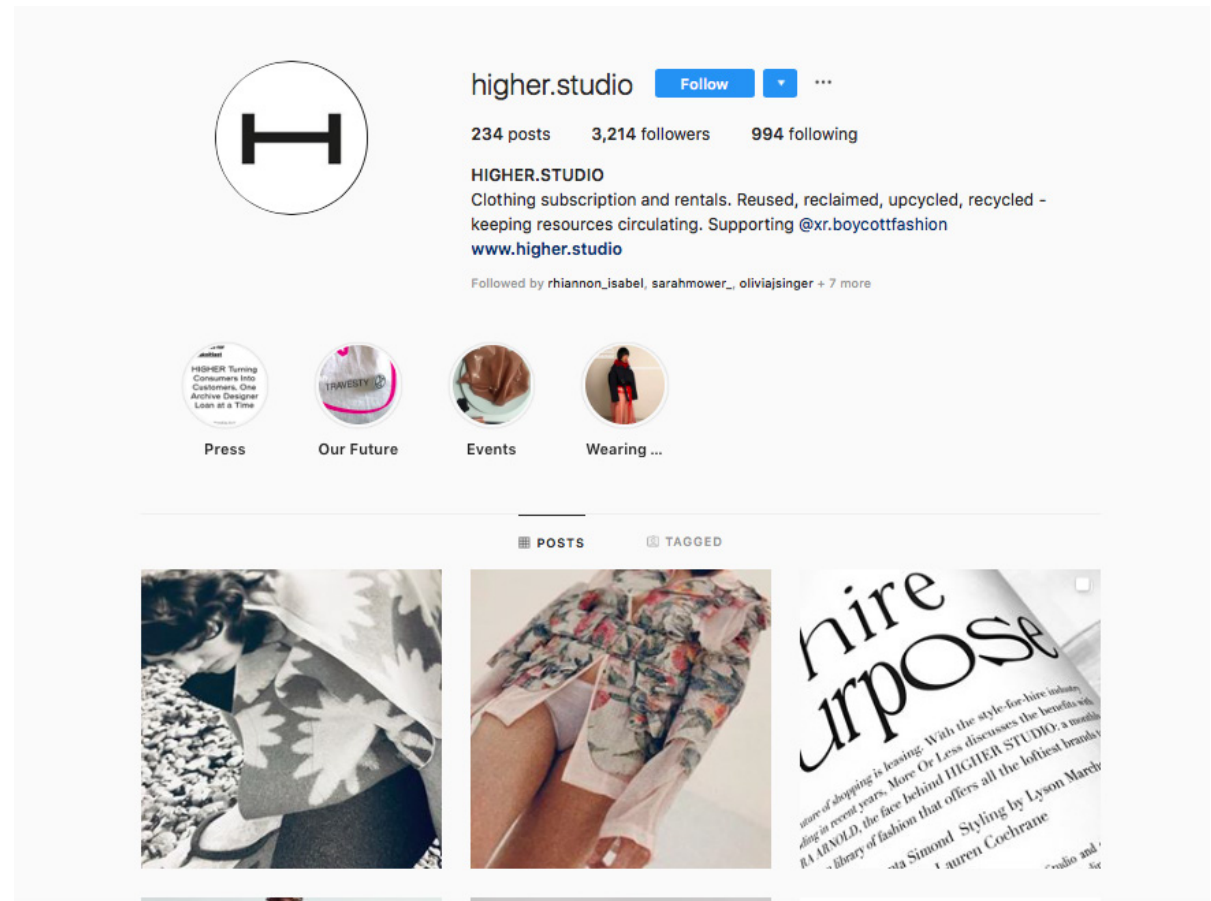 higher.studio Follow
234 posts 3,214 followers 994 following
HIGHER.STUDIO
Clothing subscription and rentals. Reused, reclaimed, upcycled, recycled -
keeping resources circulating. Supporting @xr.boycottfashion
www.higher.studio
Followed by rhiannon_isabel, sarahmower_, oliviajsinger + 7 more
HIGHER Turning
Consumers Into
Customers, One
Archive Designer
Loan at a Time
TRAVESTY
Press Our Future Events Wearing ...
POSTS TAGGED
hire
urpose
of shopping is leasing. With the style-for-hire industry
in recent years, More Or Less discusses the benefits with
ARNOLD, the face behind HIGHER STUDIO: a monthly
library of fashion that offers all the loftiest brands
Simond Styling by Lyson March
Lauren Cochrane
and